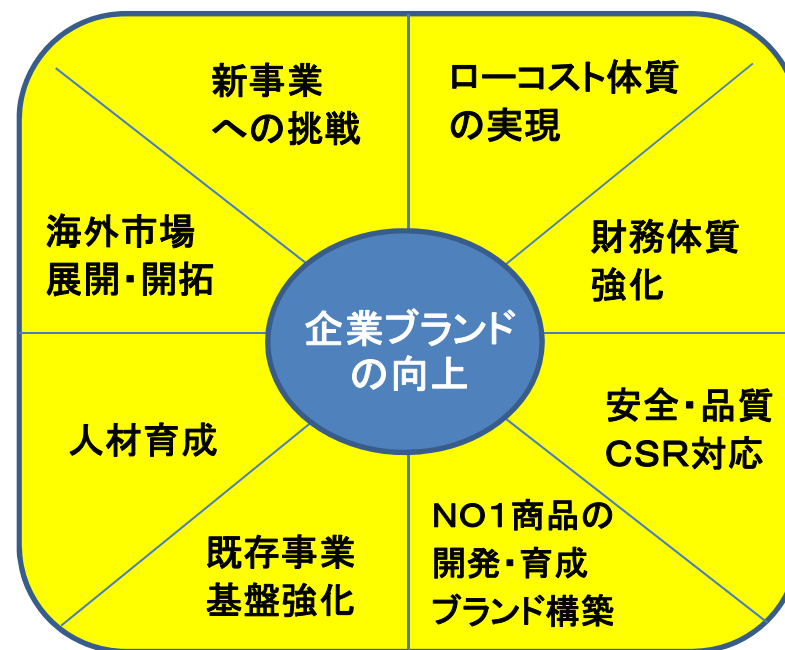 新事業
への挑戦
ローコスト体質
の実現
海外市場
展開・開拓
財務体質
強化
企業ブランド
の向上
人材育成
安全・品質
CSR対応
既存事業
基盤強化
NO1商品の
開発・育成
ブランド構築